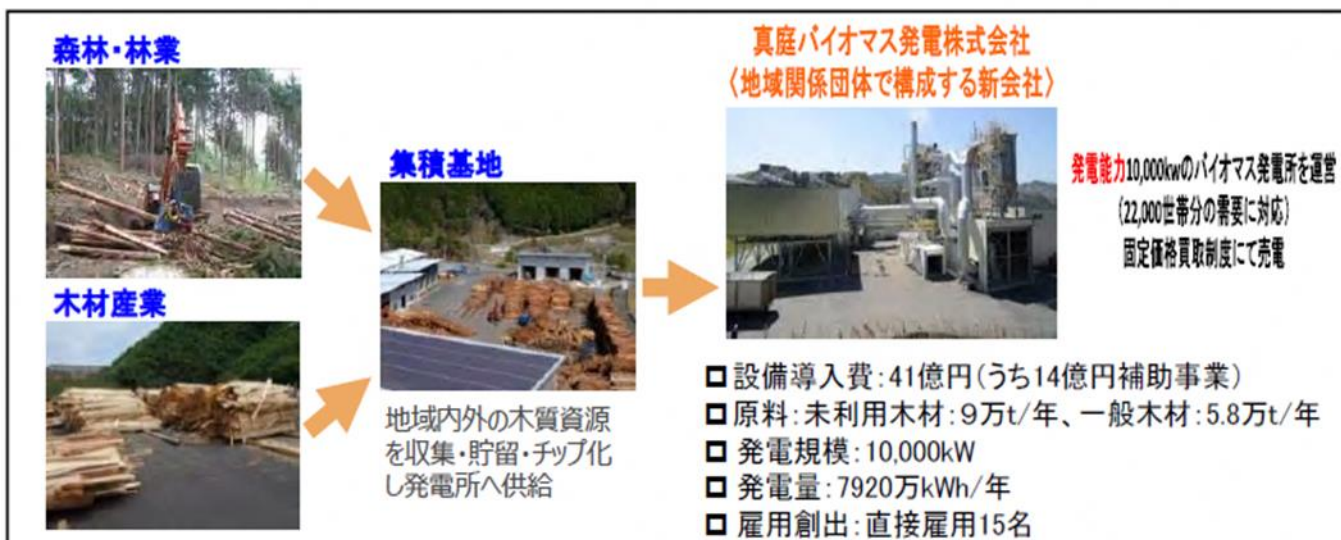 森林・林業
木材産業
集積基地
地域内外の木質資源
を収集・貯留・チップ化
し発電所へ供給
真庭バイオマス発電株式会社
〈地域関係団体で構成する新会社〉
発電能力10,000kwのバイオマス発電所を運営
(22,000世帯分の需要に対応)
固定価格買取制度にて売電
設備導入費:41億円(うち14億円補助事業)
原料:未利用木材:9万t/年、一般木材:5.8万t/年
発電規模:10,000kW
発電量:7920万kWh/年
雇用創出:直接雇用15名